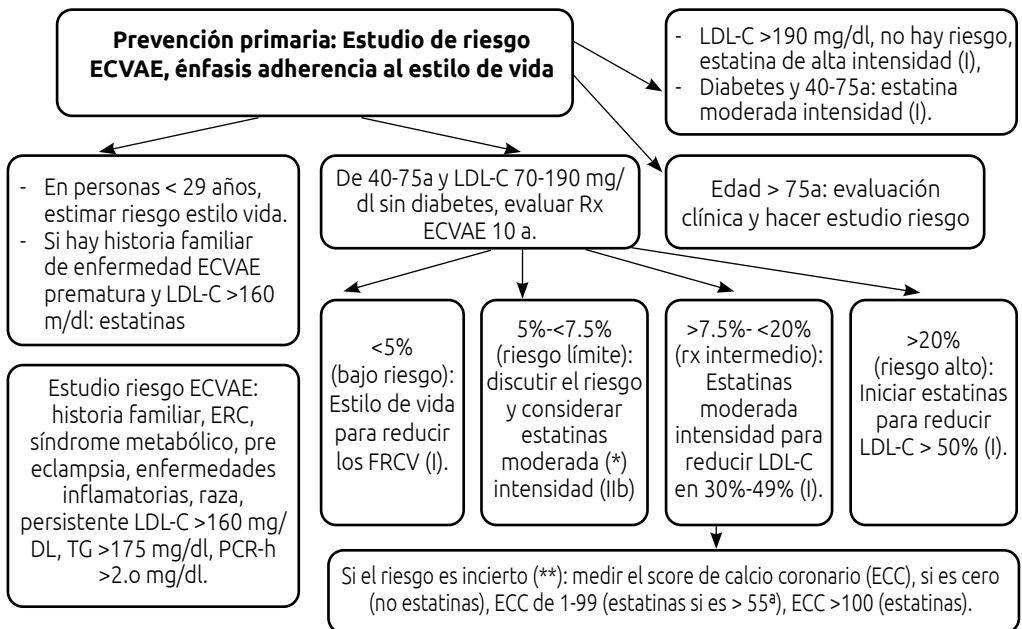 Prevención primaria: Estudio de riesgo
ECVAE, énfasis adherencia al estilo de vida
- LDL-C >190 mg/dl, no hay riesgo,
estatina de alta intensidad (I),
- Diabetes y 40-75a: estatina
moderada intensidad (I).
- En personas < 29 años,
estimar riesgo estilo vida.
- Si hay historia familiar
de enfermedad ECVAE
prematura y LDL-C >160
m/dl: estatinas
De 40-75a y LDL-C 70-190 mg/
dl sin diabetes, evaluar Rx
ECVAE 10 a.
Edad > 75a: evaluación
clínica y hacer estudio riesgo
Estudio riesgo ECVAE:
historia familiar, ERC,
síndrome metabólico, pre
eclampsia, enfermedades
inflamatorias, raza,
persistente LDL-C >160 mg/
DL, TG >175 mg/dl, PCR-h
>2.o mg/dl.
<5%
(bajo riesgo):
Estilo de vida
para reducir
los FRCV (I).
5%-<7.5%
(riesgo límite):
discutir el riesgo
y considerar
estatinas
moderada (*)
intensidad (IIb)
>7.5%- <20%
(rx intermedio):
Estatinas
moderada
intensidad para
reducir LDL-C
en 30%-49% (I).
>20%
(riesgo alto):
Iniciar estatinas
para reducir
LDL-C > 50% (I).
Si el riesgo es incierto (**): medir el score de calcio coronario (ECC), si es cero
(no estatinas), ECC de 1-99 (estatinas si es > 55ª), ECC >100 (estatinas).